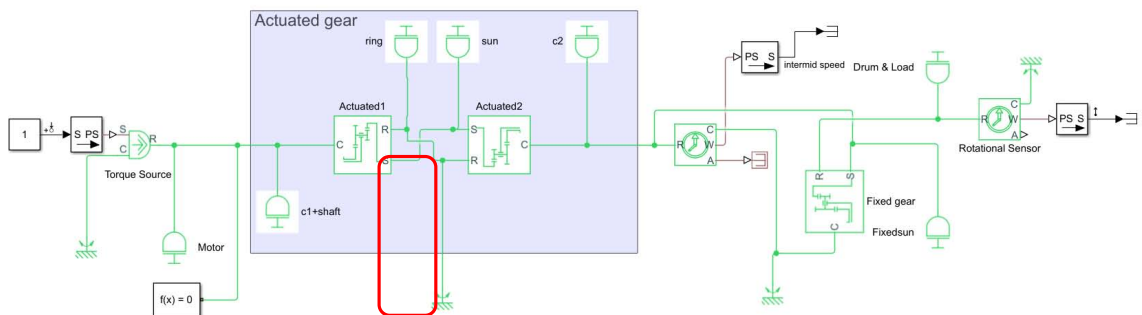 Actuated gear
ring
sun
c2
PS S
intermid speed
Drum & Load
1
S PS
S
C
R
Torque Source
Actuated1
C
R
S
Actuated2
S
R
C
R
C
W
A
R
C
W
A
PS S
Rotational Sensor
R
S
C
Fixed gear
Fixedsun
c1+shaft
Motor
f(x) = 0